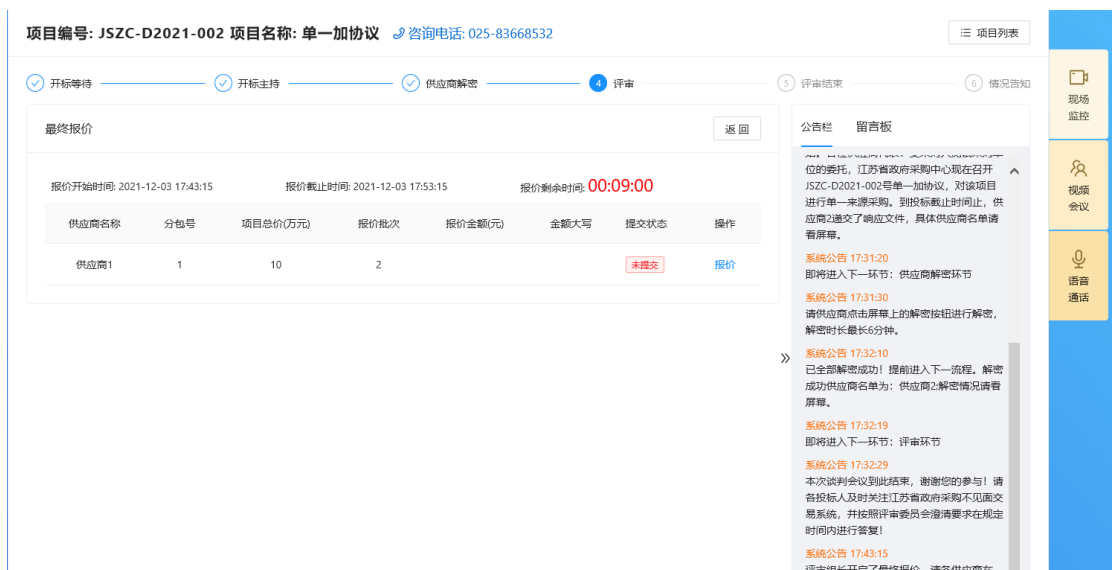 项目编号: JSZC-D2021-002 项目名称: 单一加协议 咨询电话: 025-83668532
项目列表
开标等待
开标主持
供应商解密
4 评审
5 评审结束
6 情况告知
最终报价
返 回
报价开始时间: 2021-12-03 17:43:15 报价截止时间: 2021-12-03 17:53:15 报价剩余时间: 00:09:00
供应商名称 分包号 项目总价(万元) 报价批次 报价金额(元) 金额大写 提交状态 操作
供应商1 1 10 2 未提交 报价
公告栏 留言板
位的委托，江苏省政府采购中心现在召开
JSZC-D2021-002号单一加协议，对该项目
进行单一来源采购。到投标截止时间止，供
应商2递交了响应文件，具体供应商名单请
看屏幕。
系统公告 17:31:20
即将进入下一环节：供应商解密环节
系统公告 17:31:30
请供应商点击屏幕上的解密按钮进行解密，
解密时长最长6分钟。
系统公告 17:32:10
已全部解密成功！提前进入下一流程。解密
成功供应商名单为：供应商2;解密情况请看
屏幕。
系统公告 17:32:19
即将进入下一环节：评审环节
系统公告 17:32:29
本次谈判会议到此结束，谢谢您的参与！请
各投标人及时关注江苏省政府采购不见面交
易系统，并按照评审委员会澄清要求在规定
时间内进行答复！
系统公告 17:43:15
评审组长开启了最终报价，请各供应商在
现场
监控
视频
会议
语音
通话